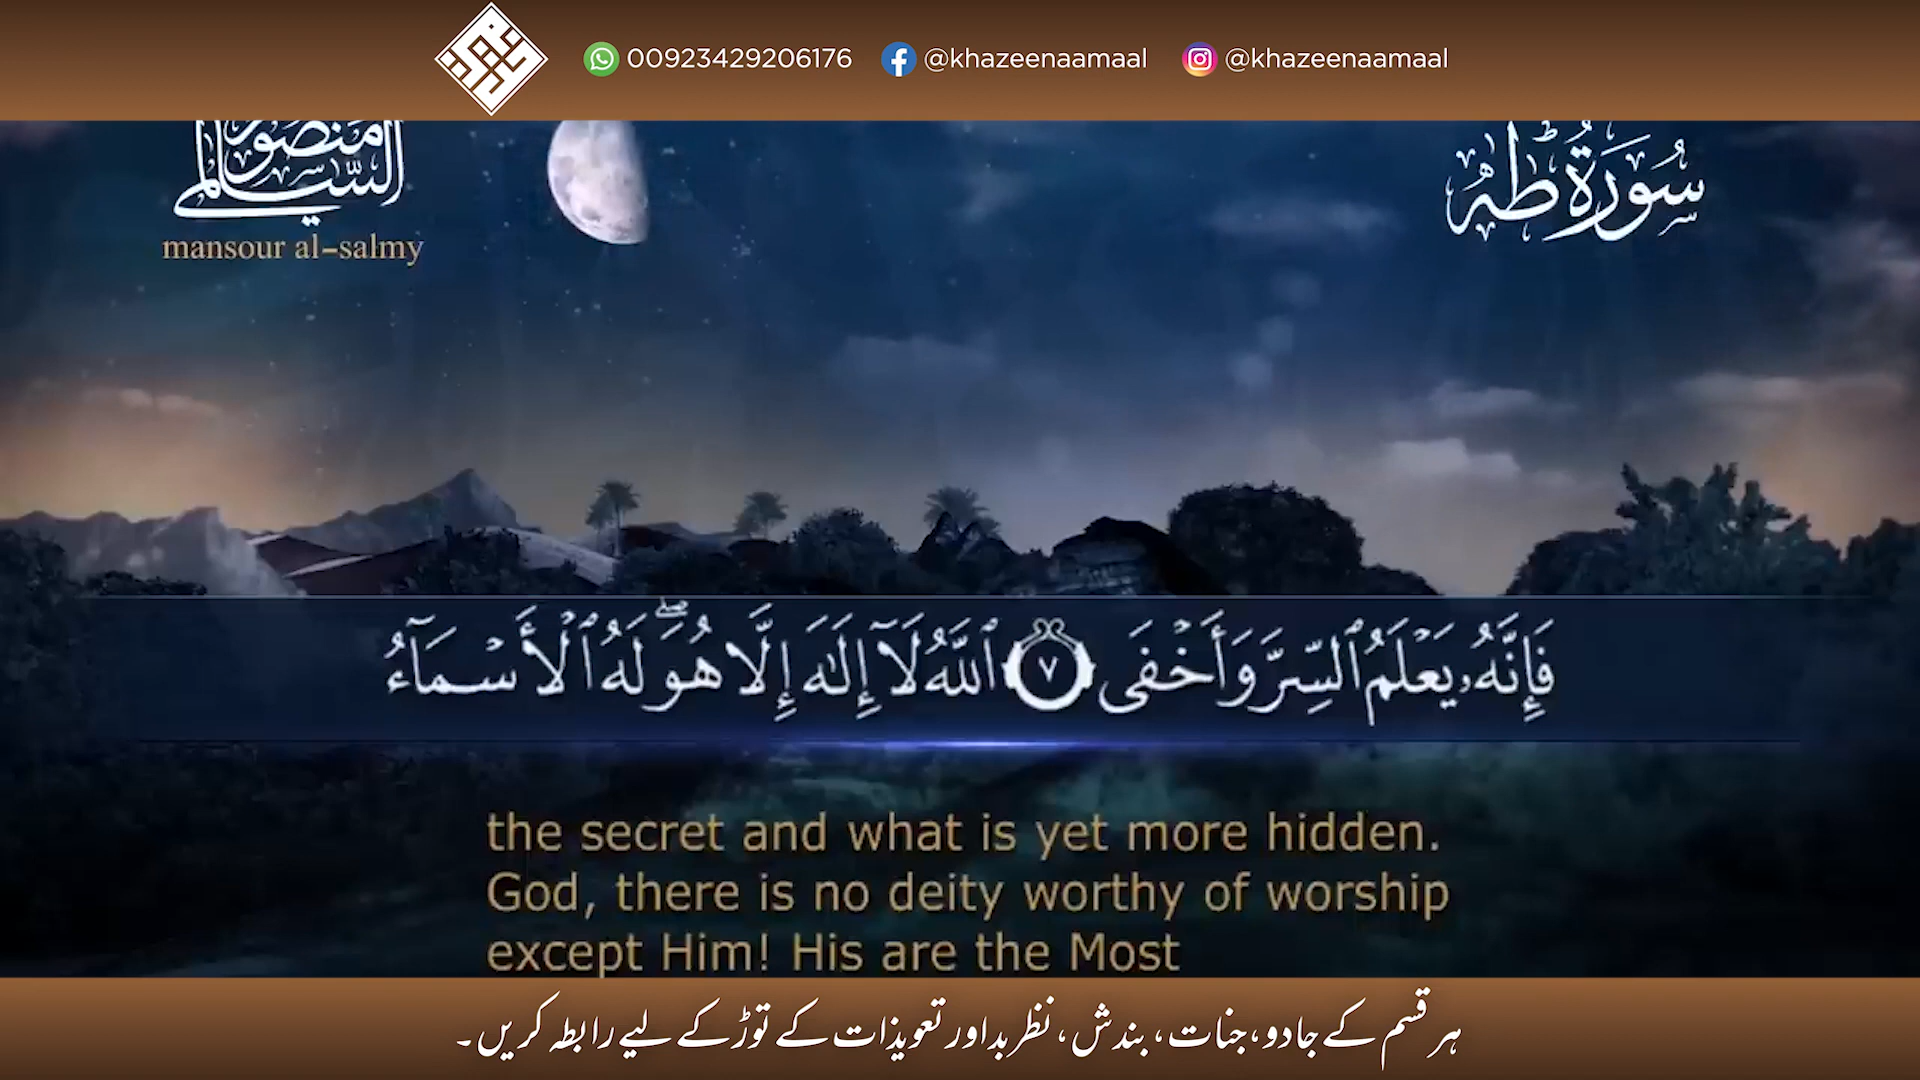 00923429206176 @khazeenaamaal @khazeenaamaal
منصور السالمي
mansour al-salmy
سُورَةُ طه
فَإِنَّهُۥ يَعۡلَمُ ٱلسِّرَّ وَأَخۡفَى ٧ ٱللَّهُ لَآ إِلَٰهَ إِلَّا هُوَۖ لَهُ ٱلۡأَسۡمَآءُ
the secret and what is yet more hidden.
God, there is no deity worthy of worship
except Him! His are the Most
ہر قسم کے جادو، جنات، بندش، نظر بد اور تعویذات کے توڑ کے لیے رابطہ کریں۔